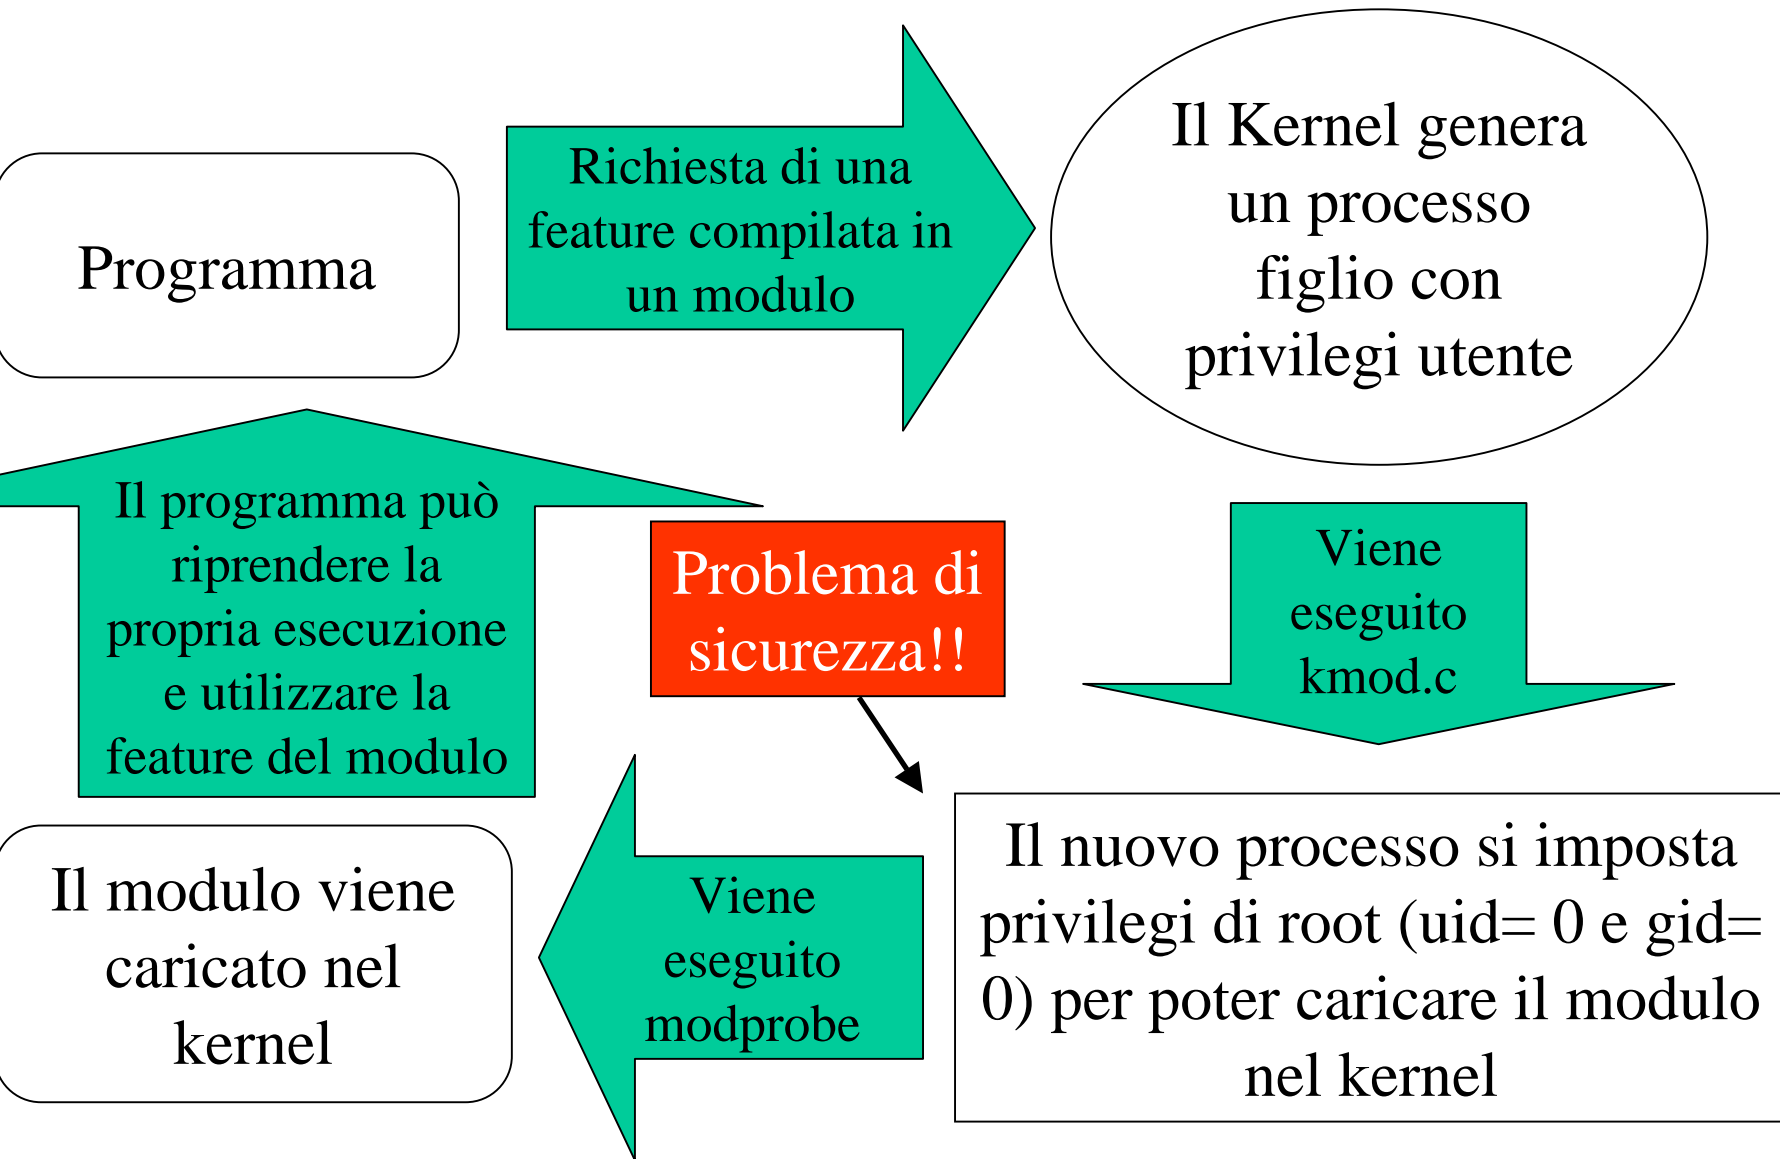 Programma
Richiesta di una
feature compilata in
un modulo
Il Kernel genera
un processo
figlio con
privilegi utente
Viene
eseguito
kmod.c
Problema di
sicurezza!!
Il nuovo processo si imposta
privilegi di root (uid= 0 e gid=
0) per poter caricare il modulo
nel kernel
Viene
eseguito
modprobe
Il modulo viene
caricato nel
kernel
Il programma può
riprendere la
propria esecuzione
e utilizzare la
feature del modulo